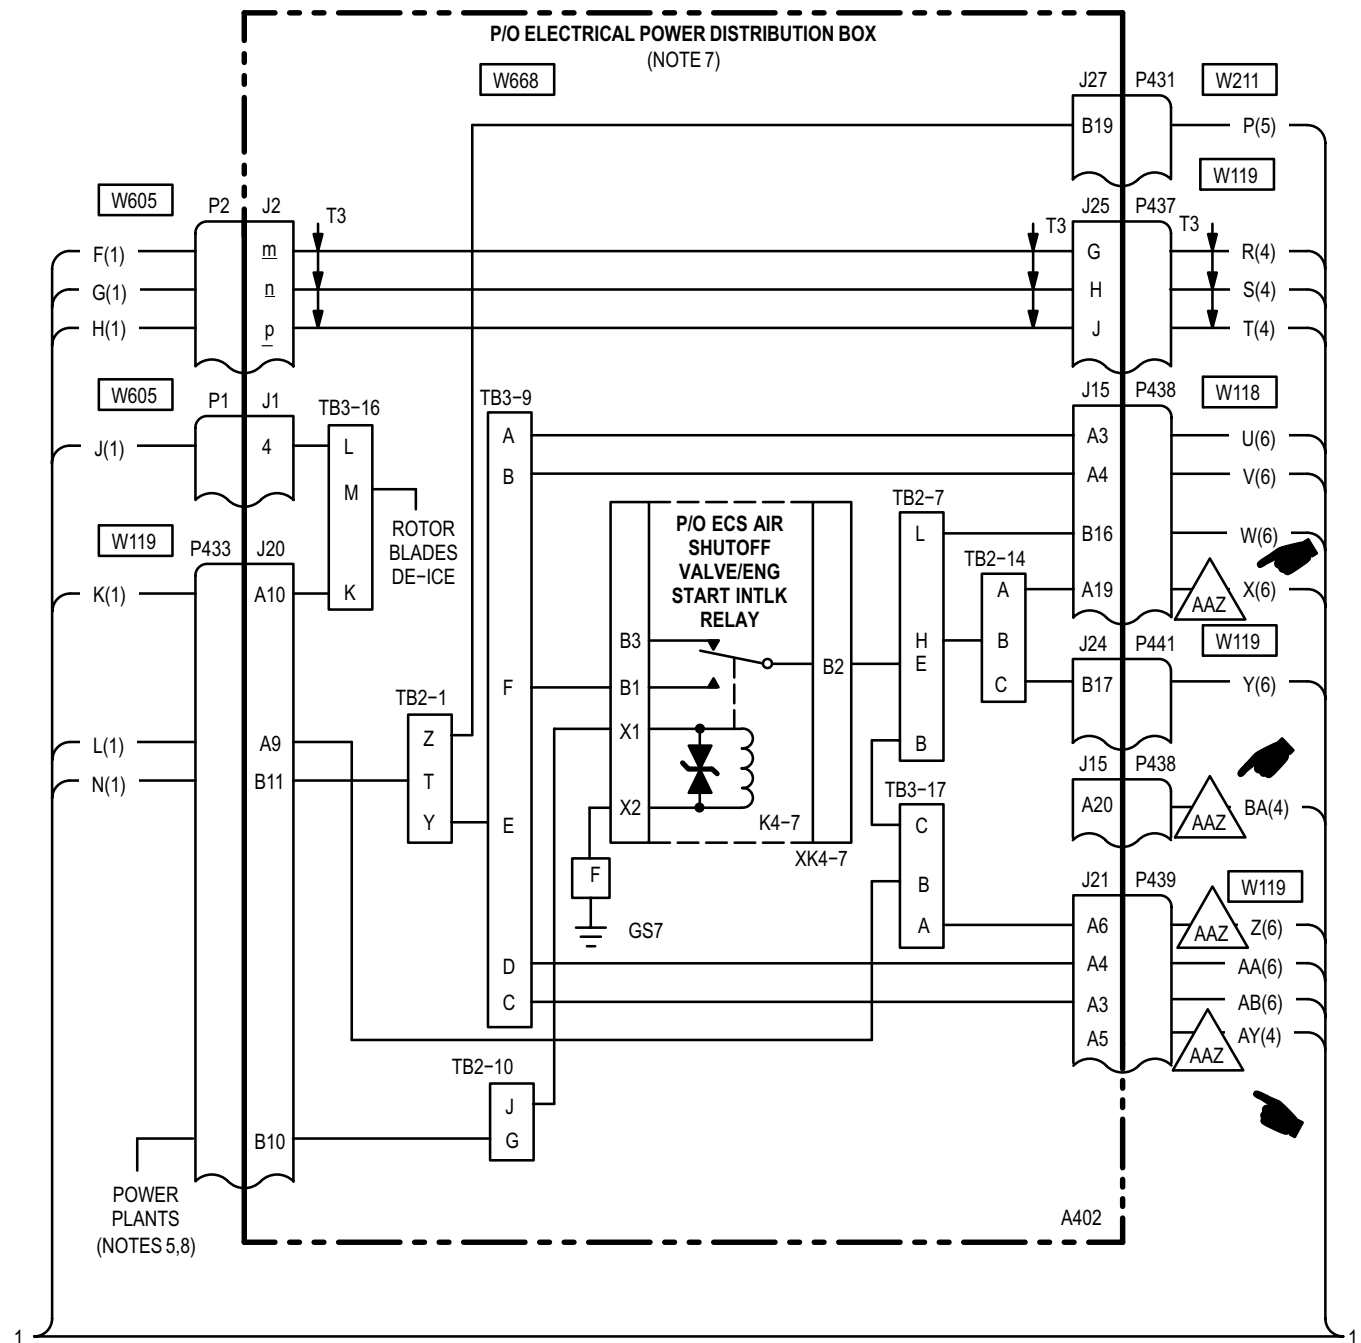 P/O ELECTRICAL POWER DISTRIBUTION BOX
(NOTE 7)
W668
J27 P431 W211
B19 P(5)
W119
W605
P2 J2 T3
J25 P437
T3 T3
F(1) m G R(4)
G(1) n H S(4)
H(1) p J T(4)
W605
P1 J1
TB3−16
TB3−9
J15 P438 W118
J(1) 4 L
A A3 U(6)
B A4 V(6)
M
ROTOR
BLADES
DE−ICE
P/O ECS AIR
SHUTOFF
VALVE/ENG
START INTLK
RELAY
TB2−7
L B16 W(6)
W119
P433 J20
TB2−14
K(1) A10 K
A A19 AAZ X(6)
W119
J24 P441
B3 H B
B2 E
F B1 C B17 Y(6)
TB2−1
X1
L(1) A9 Z B
J15 P438
N(1) B11 T
TB3−17
X2
A20 AAZ BA(4)
Y E K4−7 C
XK4−7
F
J21 P439 W119
B
GS7
A A6 AAZ Z(6)
D A4 AA(6)
C A3 AB(6)
A5 AAZ AY(4)
TB2−10
J
B10 G
POWER
PLANTS
(NOTES 5,8)
A402
1 1